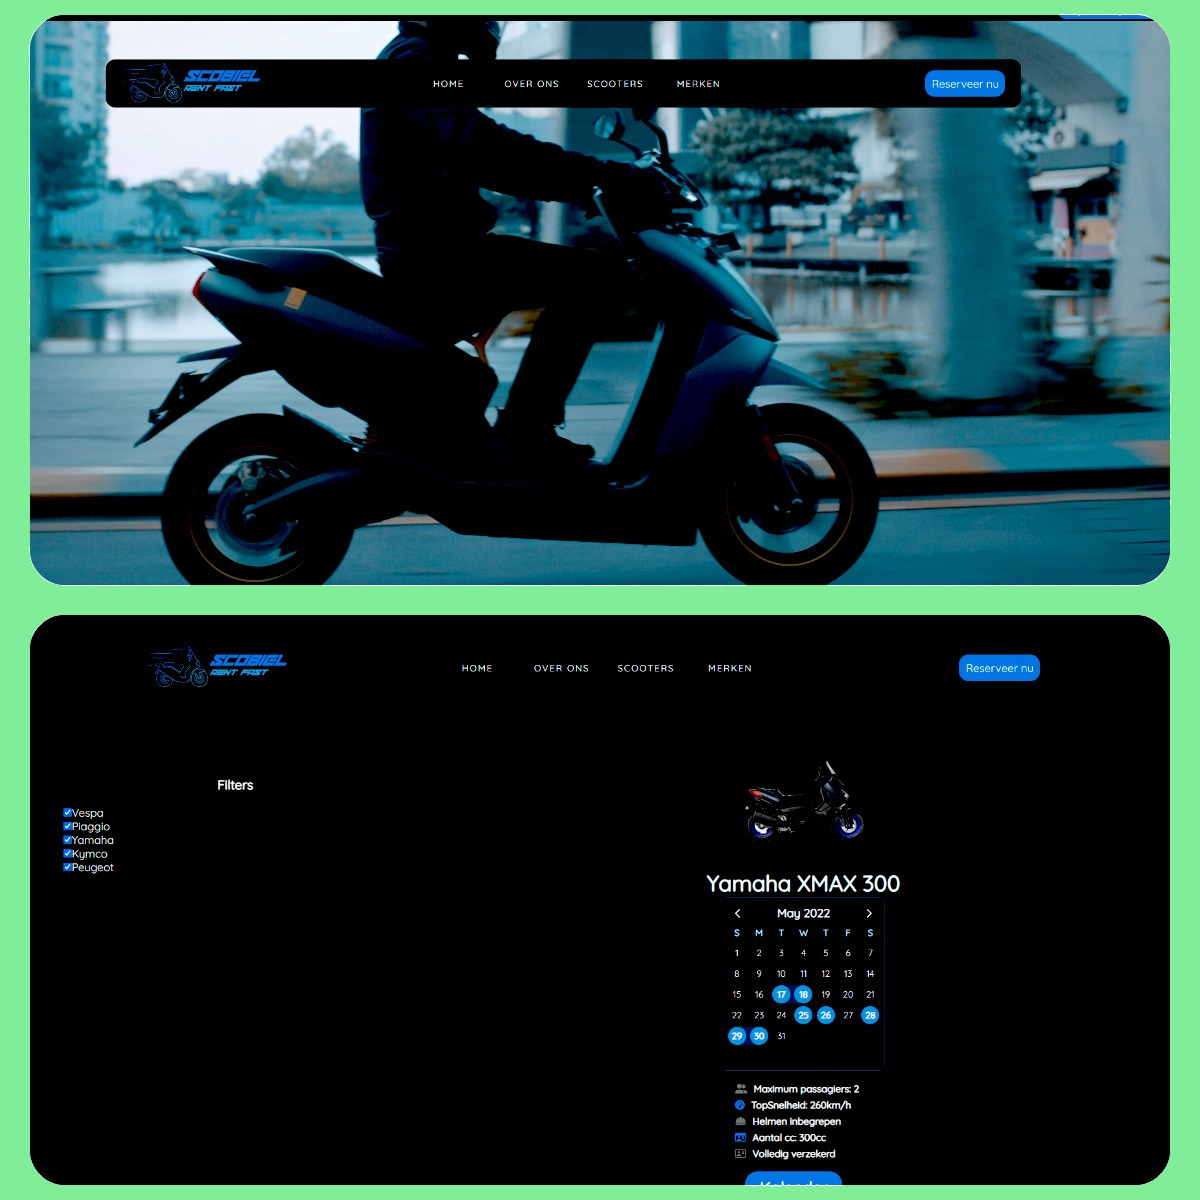 SCOBIEL
RENT FAST
HOME OVER ONS SCOOTERS MERKEN
Reserveer nu
SCOBIEL
RENT FAST
HOME OVER ONS SCOOTERS MERKEN
Reserveer nu
Filters
Vespa
Piaggio
Yamaha
Kymco
Peugeot
Yamaha XMAX 300
May 2022
S M T W T F S
1 2 3 4 5 6 7
8 9 10 11 12 13 14
15 16 17 18 19 20 21
22 23 24 25 26 27 28
29 30 31
Maximum passagiers: 2
TopSnelheid: 260km/h
Helmen inbegrepen
Aantal cc: 300cc
Volledig verzekerd